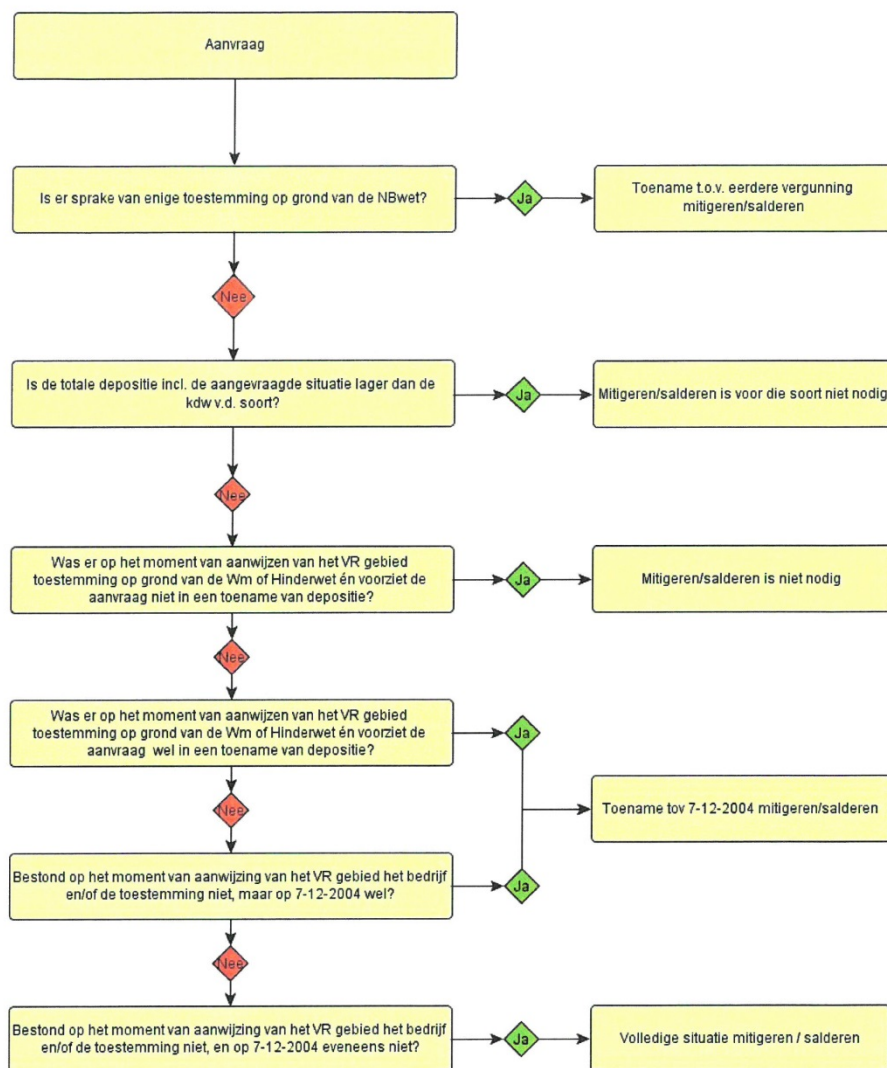 Aanvraag
Is er sprake van enige toestemming op grond van de NBwet?
Ja
Toename t.o.v. eerdere vergunning
mitigeren/salderen
Nee
Is de totale depositie incl. de aangevraagde situatie lager dan de
kdw v.d. soort?
Ja
Mitigeren/salderen is voor die soort niet nodig
Nee
Was er op het moment van aanwijzen van het VR gebied
toestemming op grond van de Wm of Hinderwet én voorziet de
aanvraag niet in een toename van depositie?
Ja
Mitigeren/salderen is niet nodig
Nee
Was er op het moment van aanwijzen van het VR gebied
toestemming op grond van de Wm of Hinderwet én voorziet de
aanvraag wel in een toename van depositie?
Ja
Toename tov 7-12-2004 mitigeren/salderen
Nee
Bestond op het moment van aanwijzing van het VR gebied het bedrijf
en/of de toestemming niet, maar op 7-12-2004 wel?
Ja
Nee
Bestond op het moment van aanwijzing van het VR gebied het bedrijf
en/of de toestemming niet, en op 7-12-2004 eveneens niet?
Ja
Volledige situatie mitigeren / salderen